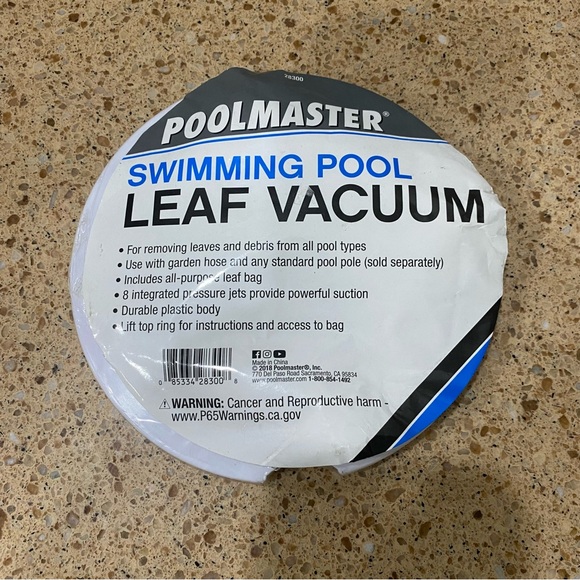 28300
POOLMASTER®
SWIMMING POOL
LEAF VACUUM
• For removing leaves and debris from all pool types
• Use with garden hose and any standard pool pole (sold separately)
• Includes all-purpose leaf bag
• 8 integrated pressure jets provide powerful suction
• Durable plastic body
• Lift top ring for instructions and access to bag
Made in China
© 2018 Poolmaster®, Inc.
770 Del Paso Road Sacramento, CA 95834
www.poolmaster.com 1-800-854-1492
0 85334 28300 8
⚠ WARNING: Cancer and Reproductive harm -
www.P65Warnings.ca.gov